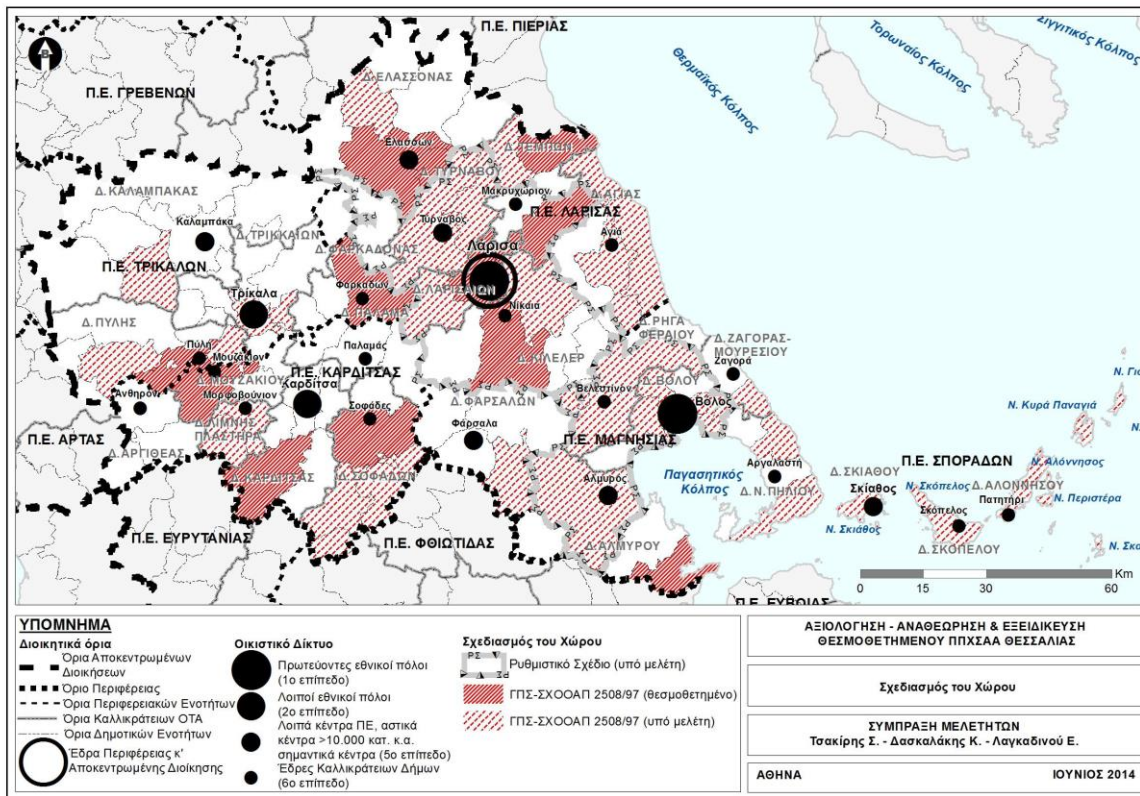 Π.Ε. ΠΙΕΡΙΑΣ
Σιγγιτικός Κόλπος
Τορωναίος Κόλπος
Θερμαϊκός Κόλπος
Β
Π.Ε. ΓΡΕΒΕΝΩΝ
Δ. ΕΛΑΣΣΟΝΑΣ
Ελασσών
Δ. ΤΕΜΠΩΝ
Δ. ΤΥΡΝΑΒΟΥ
Δ. ΚΑΛΑΜΠΑΚΑΣ
Μακρυχώριον
Δ. ΑΓΙΑΣ
Π.Ε. ΛΑΡΙΣΑΣ
Καλαμπάκα
Δ. ΤΡΙΚΚΑΙΩΝ
Τύρναβος
Δ. ΦΑΡΚΑΔΟΝΑΣ
Λάρισα
Αγιά
Π.Ε. ΤΡΙΚΑΛΩΝ
Τρίκαλα
Φαρκαδών
Δ. ΛΑΡΙΣΑΙΩΝ
Δ. ΠΑΛΑΜΑ
Νίκαια
Δ. ΠΥΛΗΣ
Δ. ΡΗΓΑ
ΦΕΡΑΙΟΥ
Δ. ΖΑΓΟΡΑΣ-
ΜΟΥΡΕΣΙΟΥ
Πύλη
Μουζάκιον
Παλαμάς
Δ. ΚΙΛΕΛΕΡ
Ζαγορά
Δ. ΜΟΥΖΑΚΙΟΥ
Π.Ε. ΚΑΡΔΙΤΣΑΣ
Καρδίτσα
Δ. ΒΟΛΟΥ
Ανθηρόν
Μορφοβούνιον
Σοφάδες
Δ. ΦΑΡΣΑΛΩΝ
Βελεστίνον
Βόλος
Δ. ΛΙΜΝΗΣ
ΠΛΑΣΤΗΡΑ
Π.Ε. ΑΡΤΑΣ
Φάρσαλα
Π.Ε. ΜΑΓΝΗΣΙΑΣ
Δ. ΑΡΓΙΘΕΑΣ
Δ. ΚΑΡΔΙΤΣΑΣ
Δ. ΣΟΦΑΔΩΝ
Παγασητικός
Κόλπος
Αργαλαστή
Δ. Ν. ΠΗΛΙΟΥ
Αλμυρός
Δ. ΑΛΜΥΡΟΥ
Ν. Κυρά Παναγιά
Π.Ε. ΣΠΟΡΑΔΩΝ
Ν. Αλόννησος
Δ. ΣΚΙΑΘΟΥ
Σκίαθος
Ν. Σκιάθος
Ν. Σκόπελος
Δ. ΑΛΟΝΝΗΣΟΥ
Πατητήρι
Ν. Περιστέρα
Σκόπελος
Δ. ΣΚΟΠΕΛΟΥ
Π.Ε. ΕΥΡΥΤΑΝΙΑΣ
Π.Ε. ΦΘΙΩΤΙΔΑΣ
Π.Ε. ΕΥΒΟΙΑΣ
Km
0 15 30 60
ΥΠΟΜΝΗΜΑ
Διοικητικά όρια
Όρια Αποκεντρωμένων
Διοικήσεων
Όριο Περιφέρειας
Όρια Περιφερειακών Ενοτήτων
Όρια Καλλικράτειων ΟΤΑ
Όρια Δημοτικών Ενοτήτων
Έδρα Περιφέρειας κ'
Αποκεντρωμένης Διοίκησης
Οικιστικό Δίκτυο
Πρωτεύοντες εθνικοί πόλοι
(1ο επίπεδο)
Λοιποί εθνικοί πόλοι
(2ο επίπεδο)
Λοιπά κέντρα ΠΕ, αστικά
κέντρα >10.000 κατ. κ.α.
σημαντικά κέντρα (5ο επίπεδο)
Έδρες Καλλικράτειων Δήμων
(6ο επίπεδο)
Σχεδιασμός του Χώρου
ΡΣ
Ρυθμιστικό Σχέδιο (υπό μελέτη)
ΓΠΣ-ΣΧΟΟΑΠ 2508/97 (θεσμοθετημένο)
ΓΠΣ-ΣΧΟΟΑΠ 2508/97 (υπό μελέτη)
ΑΞΙΟΛΟΓΗΣΗ - ΑΝΑΘΕΩΡΗΣΗ & ΕΞΕΙΔΙΚΕΥΣΗ
ΘΕΣΜΟΘΕΤΗΜΕΝΟΥ ΠΠΧΣΑΑ ΘΕΣΣΑΛΙΑΣ
Σχεδιασμός του Χώρου
ΣΥΜΠΡΑΞΗ ΜΕΛΕΤΗΤΩΝ
Τσακίρης Σ. - Δασκαλάκης Κ. - Λαγκαδινού Ε.
ΑΘΗΝΑ ΙΟΥΝΙΟΣ 2014